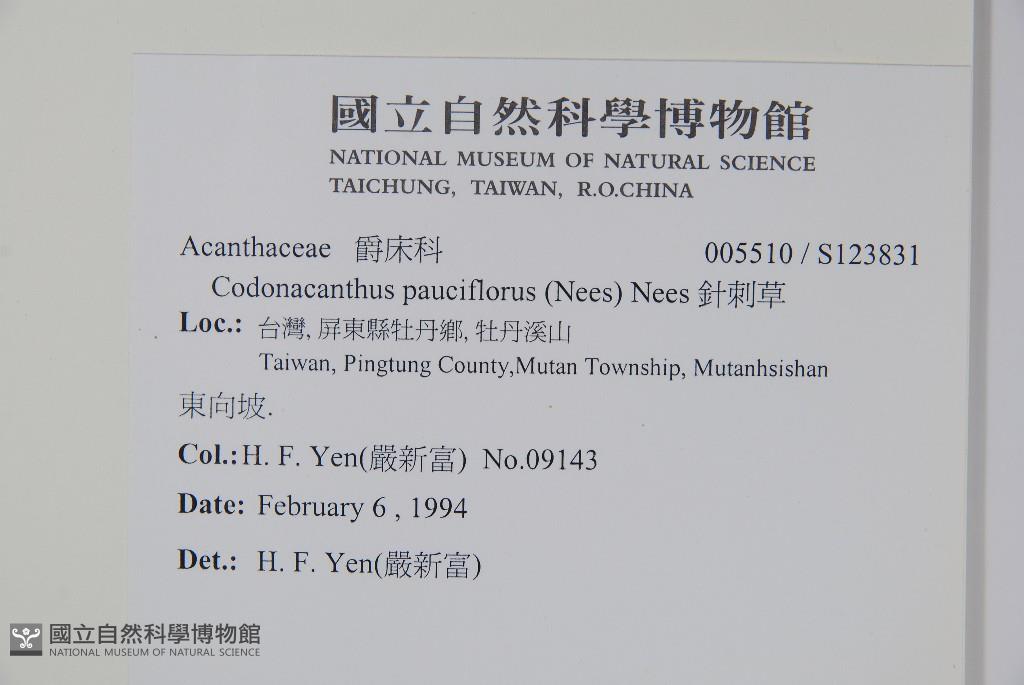 國立自然科學博物館
NATIONAL MUSEUM OF NATURAL SCIENCE
TAICHUNG, TAIWAN, R.O.CHINA
Acanthaceae 爵床科 005510 / S123831
Codonacanthus pauciflorus (Nees) Nees 針刺草
Loc.: 台灣, 屏東縣牡丹鄉, 牡丹溪山
Taiwan, Pingtung County,Mutan Township, Mutanhsishan
東向坡.
Col.:H. F. Yen(嚴新富) No.09143
Date: February 6 , 1994
Det.: H. F. Yen(嚴新富)
國立自然科學博物館
NATIONAL MUSEUM OF NATURAL SCIENCE